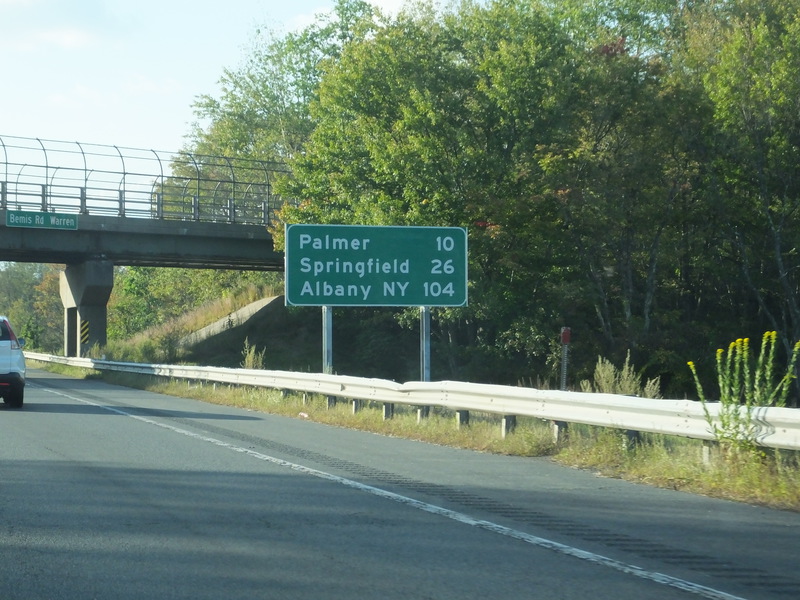 Bemis Rd Warren
Palmer 10
Springfield 26
Albany NY 104